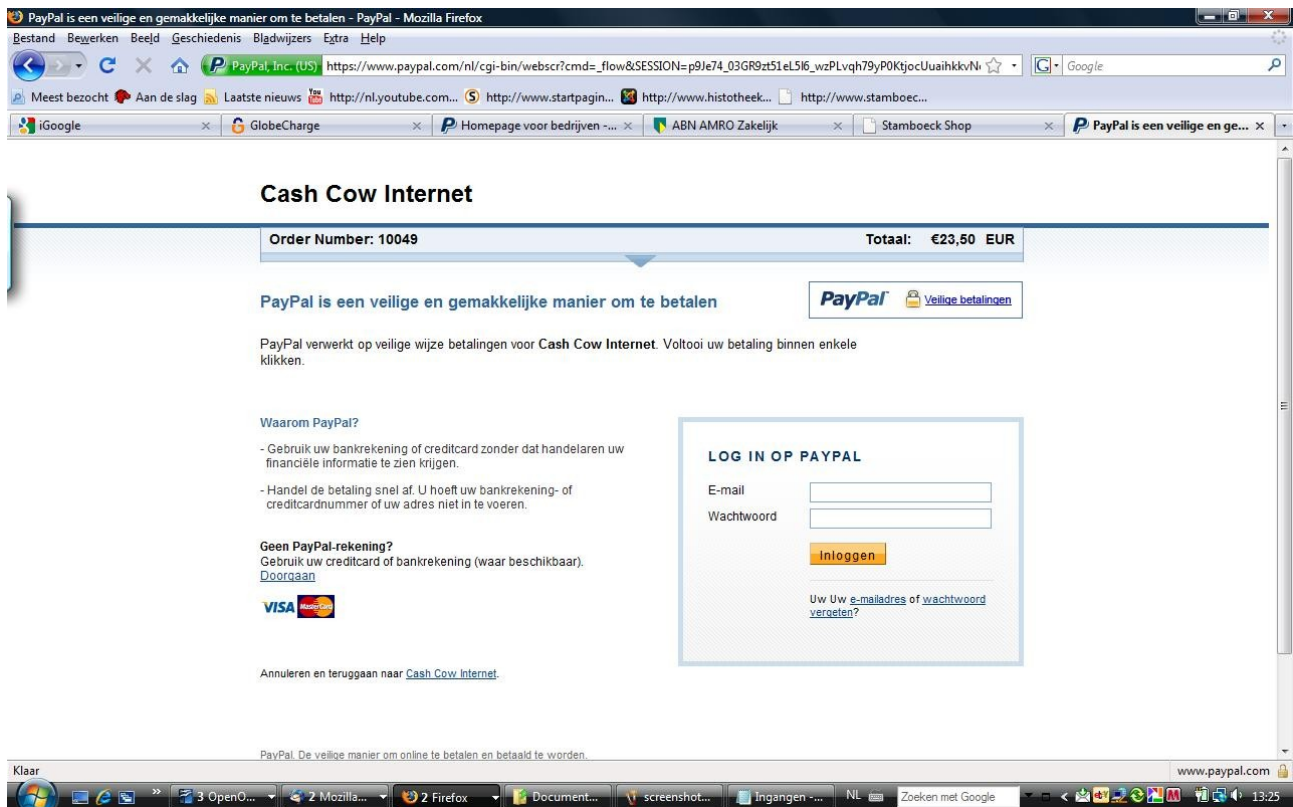 PayPal is een veilige en gemakkelijke manier om te betalen - PayPal - Mozilla Firefox
Bestand Bewerken Beeld Geschiedenis Bladwijzers Extra Help
PayPal, Inc. (US) https://www.paypal.com/nl/cgi-bin/webscr?cmd=_flow&SESSION= Google
Meest bezocht Aan de slag Laatste nieuws http://nl.youtube.com... http://www.startpagin... http://www.histotheek... http://www.stamboec...
iGoogle GlobeCharge Homepage voor bedrijven -... ABN AMRO Zakelijk Stamboeck Shop PayPal is een veilige en ge...
Cash Cow Internet
Order Number: 10049 Totaal: €23,50 EUR
PayPal is een veilige en gemakkelijke manier om te betalen PayPal Veilige betalingen
PayPal verwerkt op veilige wijze betalingen voor Cash Cow Internet. Voltooi uw betaling binnen enkele
klikken.
Waarom PayPal?
- Gebruik uw bankrekening of creditcard zonder dat handelaren uw
financiële informatie te zien krijgen.
- Handel de betaling snel af. U hoeft uw bankrekening- of
creditcardnummer of uw adres niet in te voeren.
Geen PayPal-rekening?
Gebruik uw creditcard of bankrekening (waar beschikbaar).
Doorgaan
VISA MasterCard
LOG IN OP PAYPAL
E-mail
Wachtwoord
Inloggen
Uw Uw e-mailadres of wachtwoord
vergeten?
Annuleren en teruggaan naar Cash Cow Internet.
PayPal. De veilige manier om online te betalen en betaald te worden.
Klaar www.paypal.com
3 OpenO... 2 Mozilla... 2 Firefox Document... screenshot... Ingangen -... NL Zoeken met Google 13:25